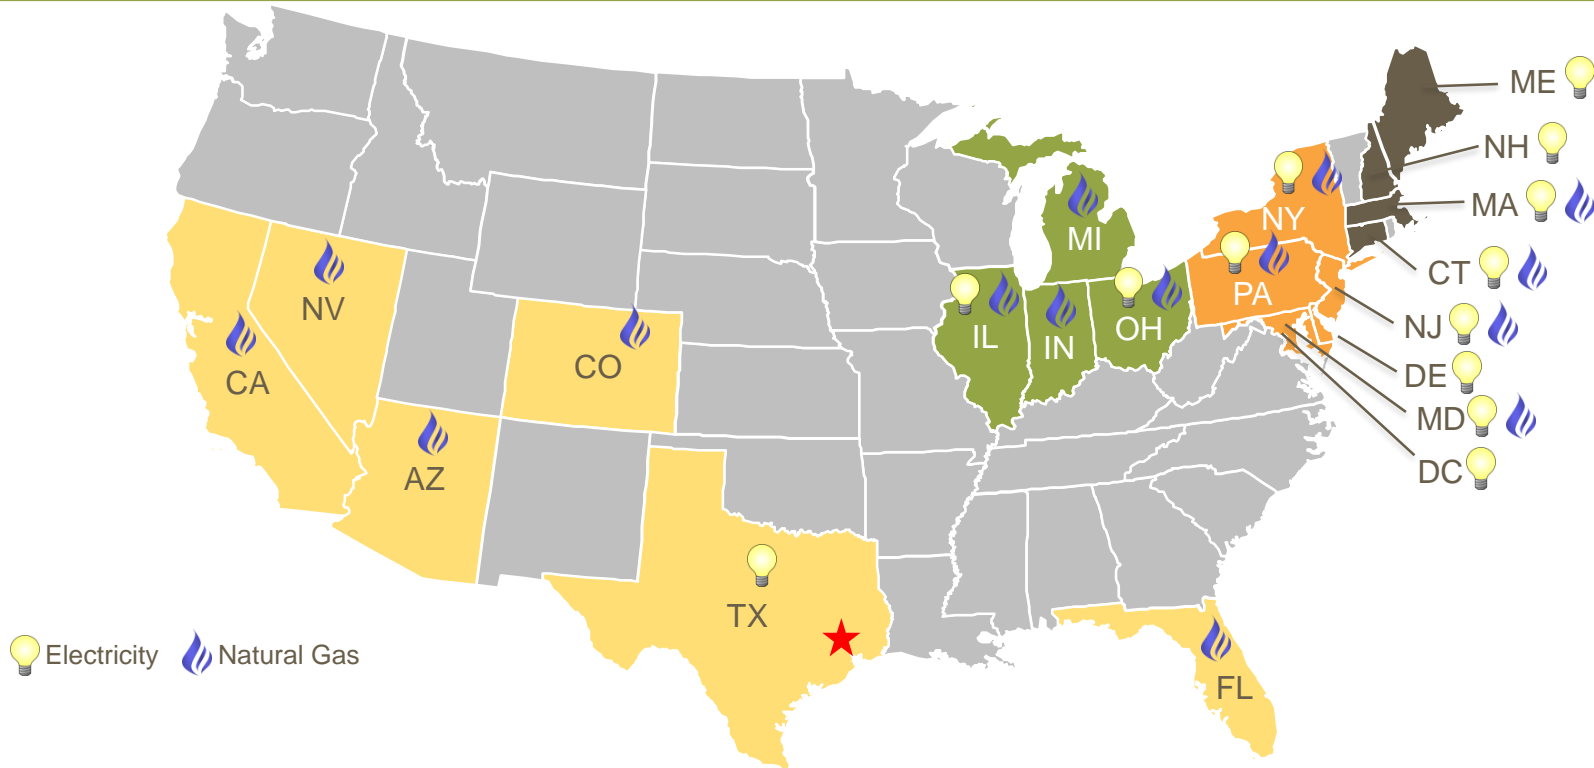 ME
NH
MA
NY
MI
CT
PA
NV
NJ
OH
IL
IN
CO
DE
CA
MD
DC
AZ
TX
Electricity
Natural Gas
FL